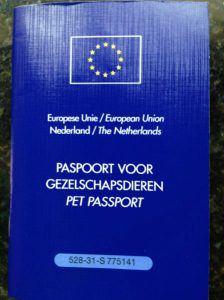 Europese Unie / European Union
Nederland / The Netherlands
PASPOORT VOOR
GEZELSCHAPSDIEREN
PET PASSPORT
528-31-S 775141